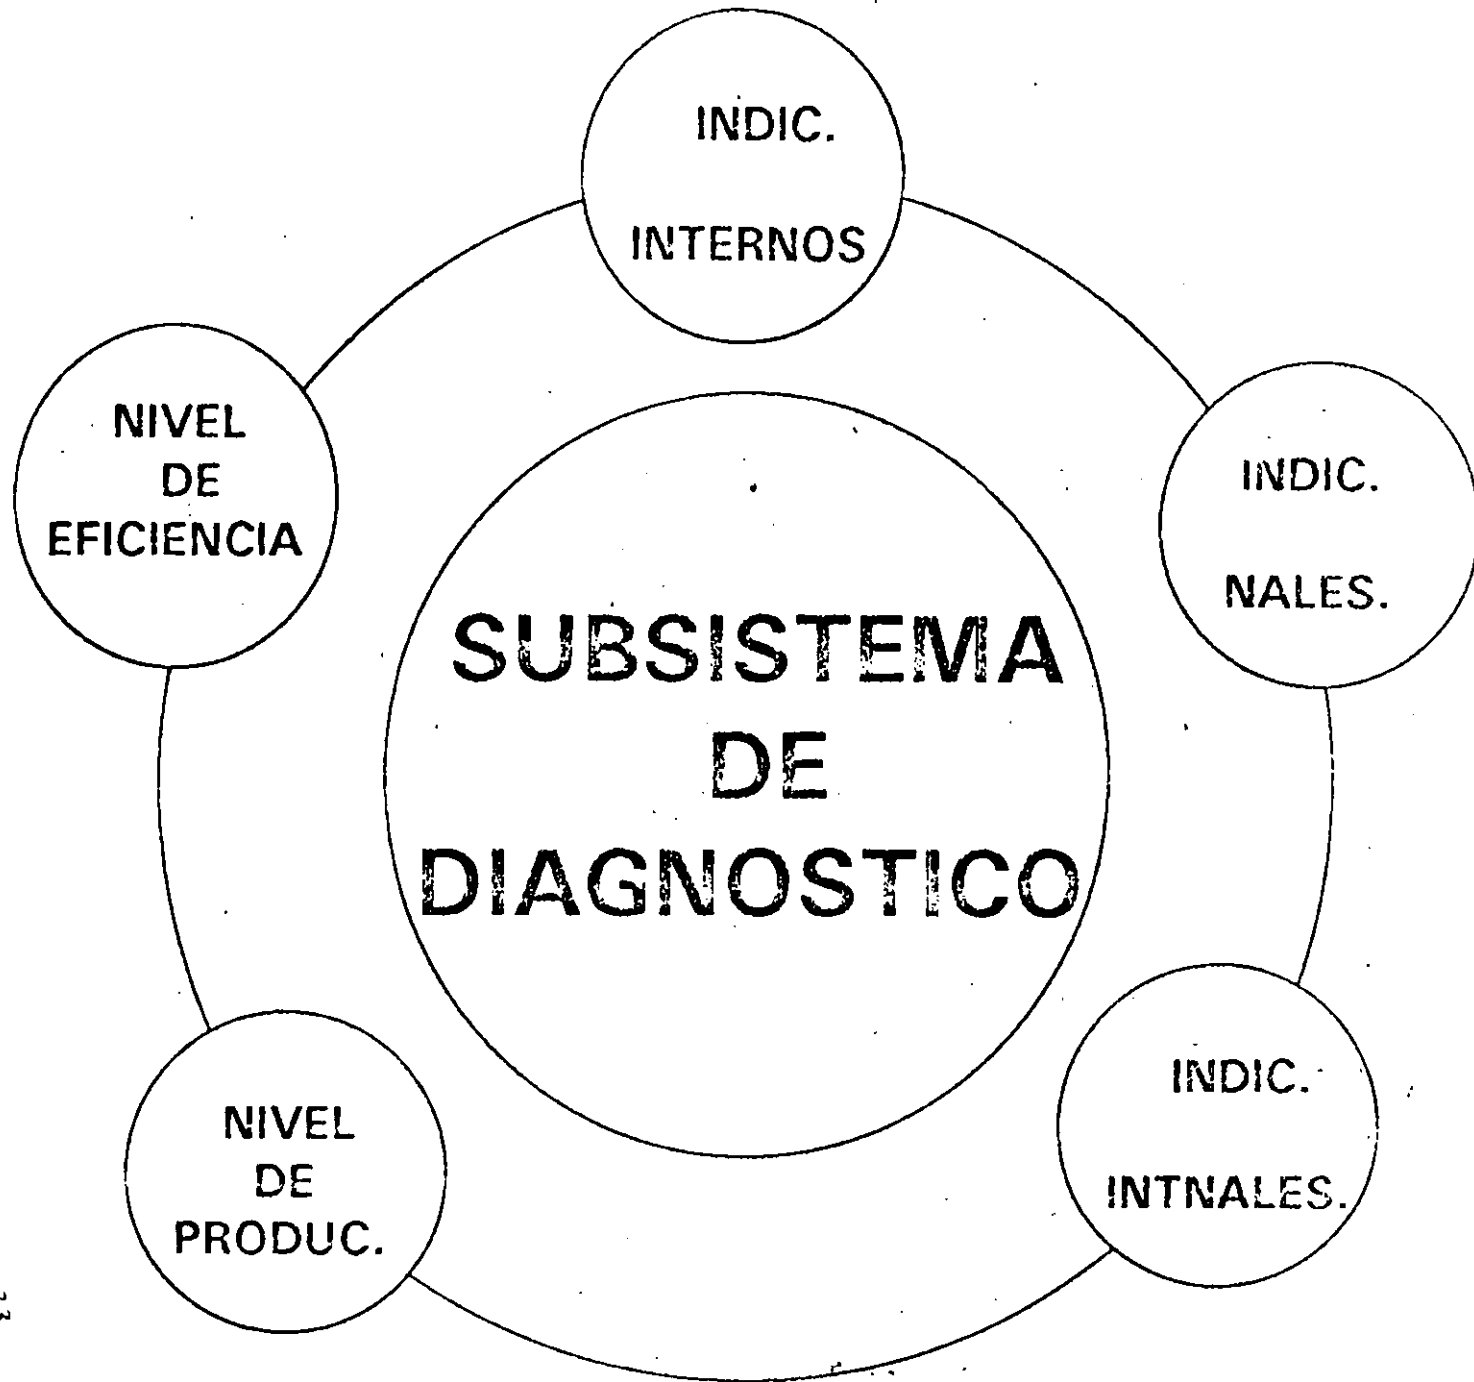 INDIC.
INTERNOS
NIVEL
DE
EFICIENCIA
INDIC.
NALES.
SUBSISTEMA
DE
DIAGNOSTICO
NIVEL
DE
PRODUC.
INDIC.
INTNALES.